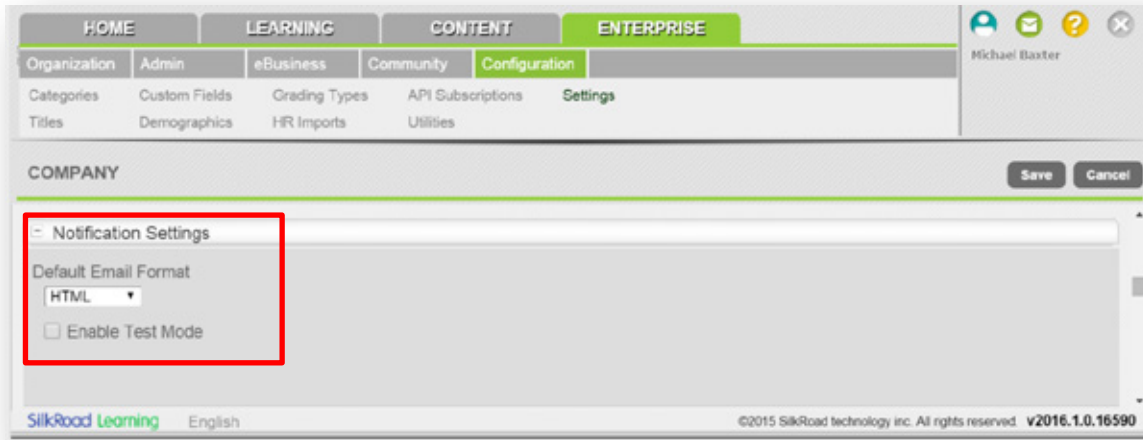 HOME LEARNING CONTENT ENTERPRISE
Michael Baxter
Organization Admin eBusiness Community Configuration
Categories Custom Fields Grading Types API Subscriptions Settings
Titles Demographics HR Imports Utilities
COMPANY Save Cancel
Notification Settings
Default Email Format
HTML
Enable Test Mode
SilkRoad Learning English ©2015 SilkRoad technology inc. All rights reserved. v2016.1.0.16590